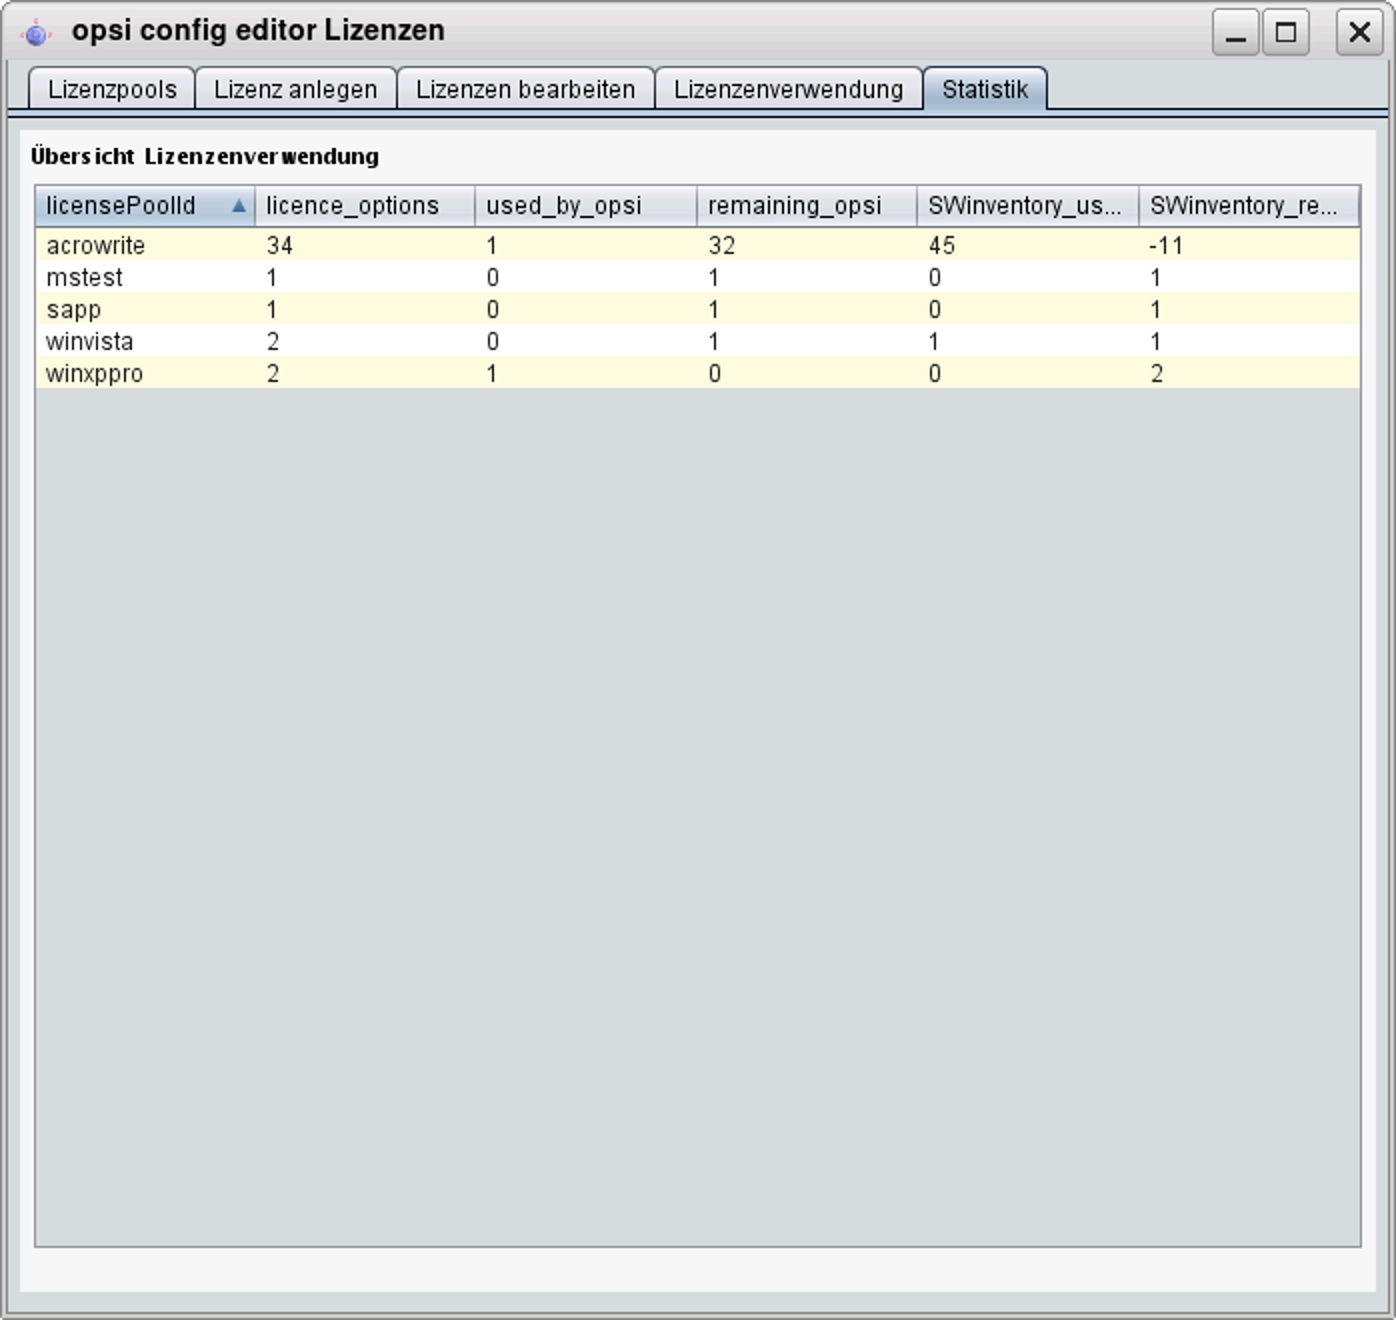 opsi config editor Lizenzen
Lizenzpools Lizenz anlegen Lizenzen bearbeiten Lizenzenverwendung Statistik
Übersicht Lizenzenverwendung
licensePoolId licence_options used_by_opsi remaining_opsi SWinventory_us... SWinventory_re...
acrowrite 34 1 32 45 -11
mstest 1 0 1 0 1
sapp 1 0 1 0 1
winvista 2 0 1 1 1
winxppro 2 1 0 0 2